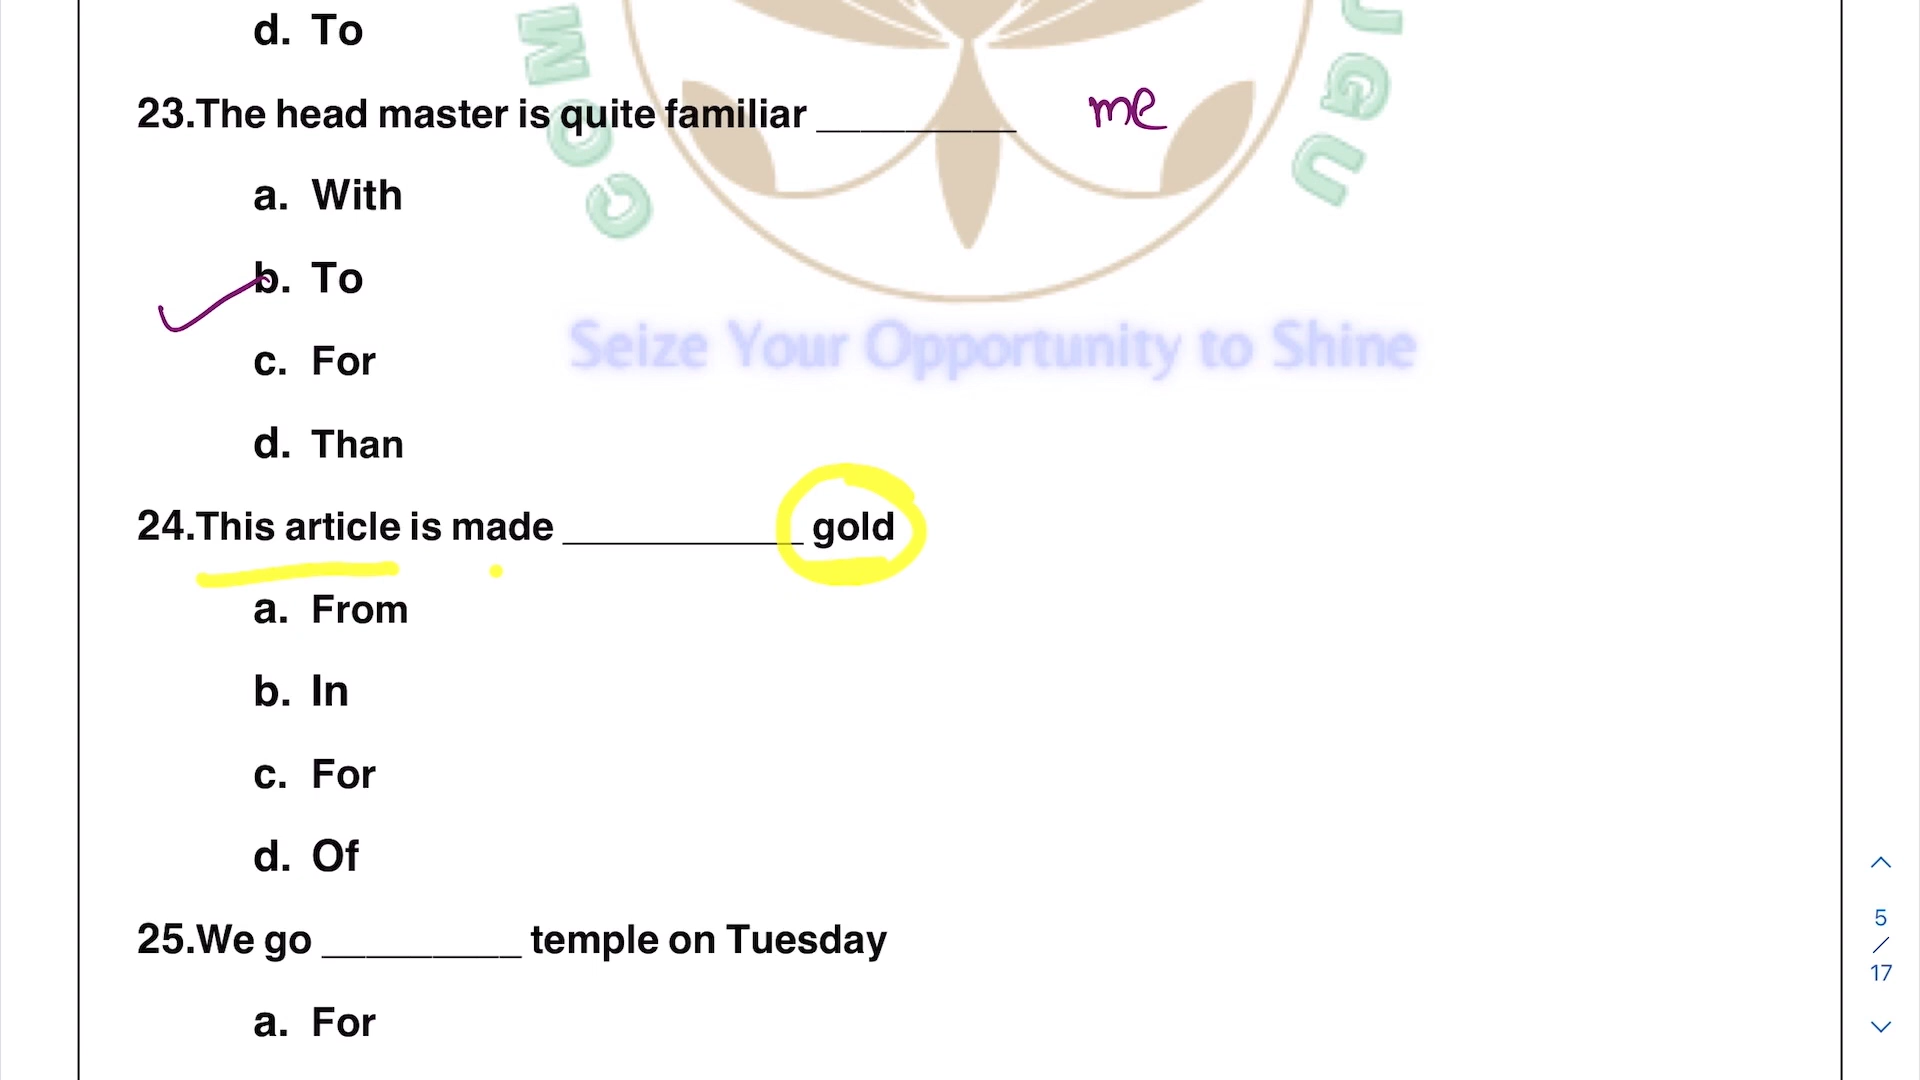 d. To
23.The head master is quite familiar _________ me
a. With
b. To
c. For
d. Than
24.This article is made ___________ gold
a. From
b. In
c. For
d. Of
25.We go _________ temple on Tuesday
a. For
Seize Your Opportunity to Shine
5
/
17